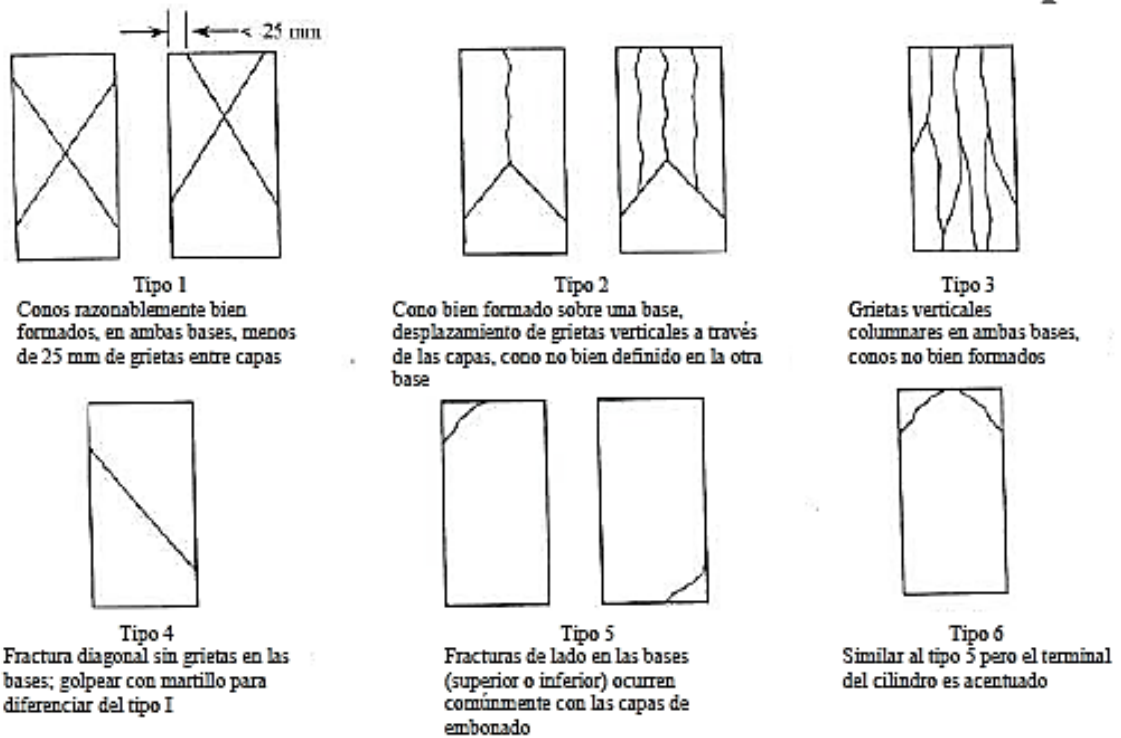 < 25 mm
Tipo 1
Conos razonablemente bien
formados, en ambas bases, menos
de 25 mm de grietas entre capas
Tipo 2
Cono bien formado sobre una base,
desplazamiento de grietas verticales a través
de las capas, cono no bien definido en la otra
base
Tipo 3
Grietas verticales
columnares en ambas bases,
conos no bien formados
Tipo 4
Fractura diagonal sin grietas en las
bases; golpear con martillo para
diferenciar del tipo I
Tipo 5
Fracturas de lado en las bases
(superior o inferior) ocurren
comúnmente con las capas de
embonado
Tipo 6
Similar al tipo 5 pero el terminal
del cilindro es acentuado